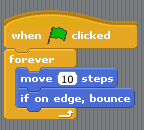 when clicked
forever
move 10 steps
if on edge, bounce